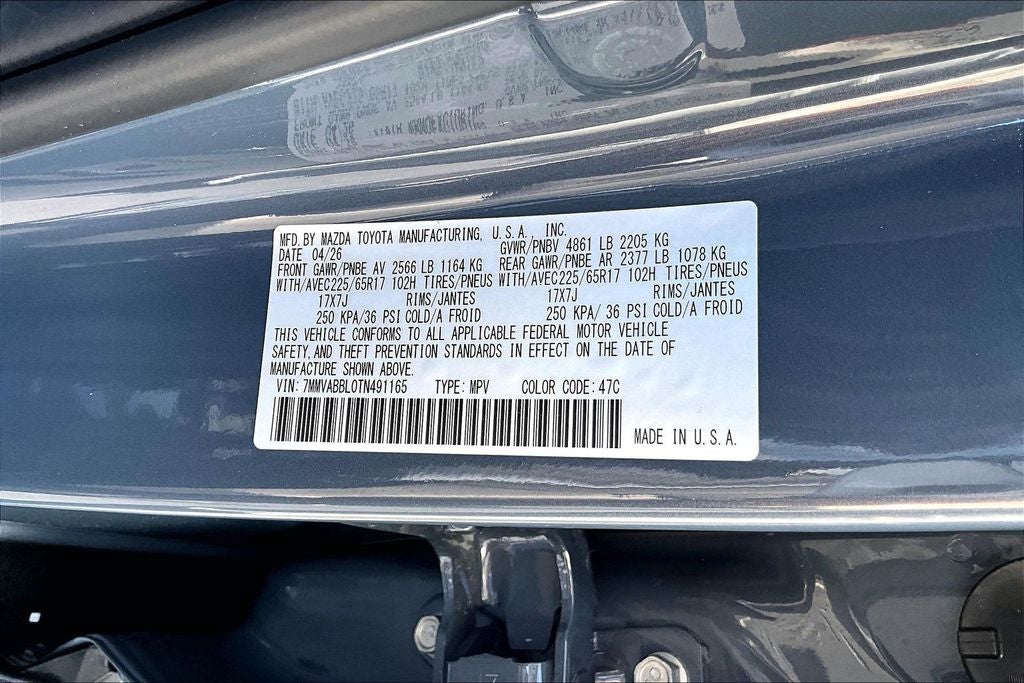 MFD. BY MAZDA TOYOTA MANUFACTURING, U.S.A., INC.
DATE 04/26 GVWR/PNBV 4861 LB 2205 KG
FRONT GAWR/PNBE AV 2566 LB 1164 KG REAR GAWR/PNBE AR 2377 LB 1078 KG
WITH/AVEC225/65R17 102H TIRES/PNEUS WITH/AVEC225/65R17 102H TIRES/PNEUS
17X7J RIMS/JANTES 17X7J RIMS/JANTES
250 KPA/36 PSI COLD/A FROID 250 KPA/36 PSI COLD/A FROID
THIS VEHICLE CONFORMS TO ALL APPLICABLE FEDERAL MOTOR VEHICLE
SAFETY, AND THEFT PREVENTION STANDARDS IN EFFECT ON THE DATE OF
MANUFACTURE SHOWN ABOVE.
VIN: 7MMVABBL0TN491165 TYPE: MPV COLOR CODE: 47C
MADE IN U.S.A.